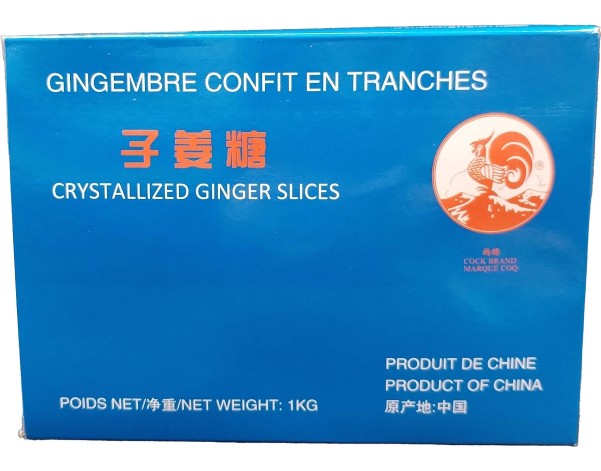 GINGEMBRE CONFIT EN TRANCHES
子姜糖
CRYSTALLIZED GINGER SLICES
®
COCK BRAND
MARQUE COQ
PRODUIT DE CHINE
PRODUCT OF CHINA
原产地:中国
POIDS NET/净重/NET WEIGHT: 1KG